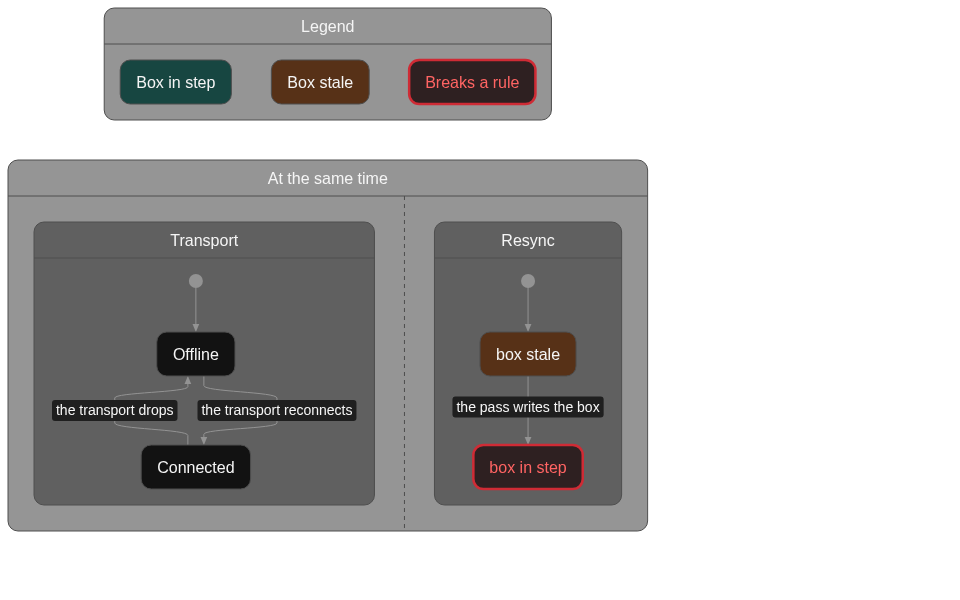 Legend
Box in step
Box stale
Breaks a rule
At the same time
Transport
Resync
Offline
box stale
the transport drops
the transport reconnects
the pass writes the box
Connected
box in step